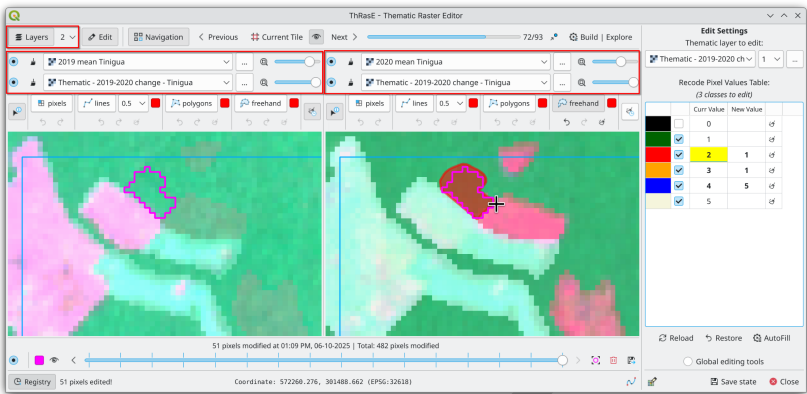 ThRasE - Thematic Raster Editor
Layers 2 Edit Navigation Previous Current Tile Next 72/93 Build | Explore
2019 mean Tinigua ...
Thematic - 2019-2020 change - Tinigua ...
2020 mean Tinigua ...
Thematic - 2019-2020 change - Tinigua ...
pixels lines 0.5 polygons freehand
pixels lines 0.5 polygons freehand
51 pixels modified at 01:09 PM, 06-10-2025 | Total: 482 pixels modified
Registry 51 pixels edited! Coordinate: 572260.276, 301488.662 (EPSG:32618)
Edit Settings
Thematic layer to edit:
Thematic - 2019-2020 ch 1 ...
Recode Pixel Values Table:
(3 classes to edit)
Curr Value New Value
0
1
2 1
3 1
4 5
5
Reload Restore AutoFill
Global editing tools
Save state Close